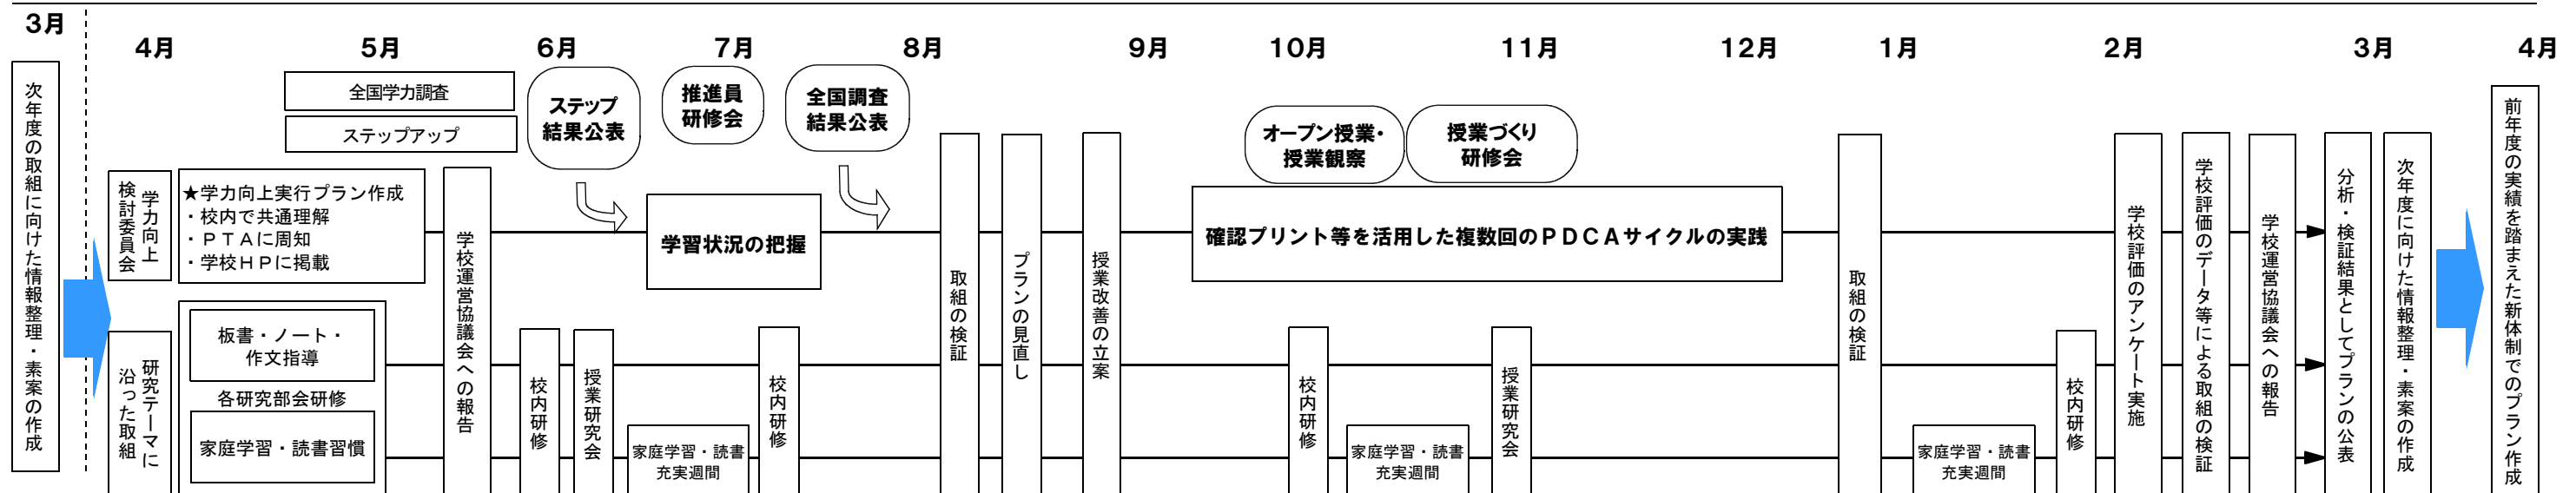 3月
4月
5月
6月
7月
8月
9月
10月
11月
12月
1月
2月
3月
4月
次年度の取組に向けた情報整理・素案の作成
全国学力調査
ステップアップ
ステップ
結果公表
推進員
研修会
全国調査
結果公表
オープン授業・
授業観察
授業づくり
研修会
学力向上
検討委員会
★学力向上実行プラン作成
・校内で共通理解
・ＰＴＡに周知
・学校ＨＰに掲載
学校運営協議会への報告
学習状況の把握
取組の検証
プランの見直し
授業改善の立案
確認プリント等を活用した複数回のＰＤＣＡサイクルの実践
取組の検証
学校評価のアンケート実施
学校評価のデータ等による取組の検証
学校運営協議会への報告
分析・検証結果としてプランの公表
次年度に向けた情報整理・素案の作成
前年度の実績を踏まえた新体制でのプラン作成
研究テーマに
沿った取組
板書・ノート・
作文指導
各研究部会研修
家庭学習・読書習慣
校内研修
授業研究会
家庭学習・読書
充実週間
校内研修
校内研修
家庭学習・読書
充実週間
授業研究会
家庭学習・読書
充実週間
校内研修